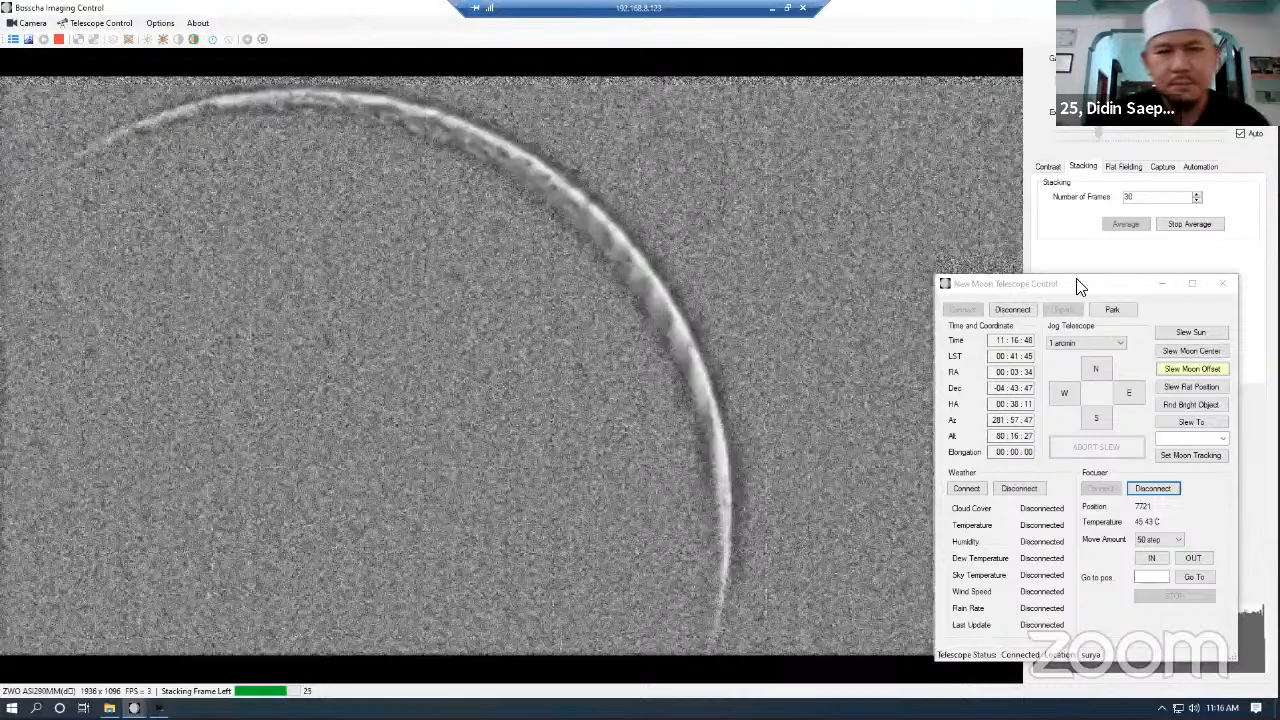 Bosscha Imaging Control
192.168.8.123
Camera Telescope Control Options About
25, Didin Saep...
Auto
Contrast Stacking Flat Fielding Capture Automation
Stacking
Number of Frames 30
Average Stop Average
New Moon Telescope Control
Connect Disconnect Unpark Park
Time and Coordinate
Time 11 : 16 : 48
LST 00 : 41 : 45
RA 00 : 03 : 34
Dec -04 : 43 : 47
HA 00 : 38 : 11
Az 281 : 57 : 47
Alt 80 : 16 : 27
Elongation 00 : 00 : 00
Jog Telescope
1 arcmin
N
W E
S
ABORT SLEW
Slew Sun
Slew Moon Center
Slew Moon Offset
Slew Flat Position
Find Bright Object
Slew To
Set Moon Tracking
Weather
Connect Disconnect
Cloud Cover Disconnected
Temperature Disconnected
Humidity Disconnected
Dew Temperature Disconnected
Sky Temperature Disconnected
Wind Speed Disconnected
Rain Rate Disconnected
Last Update Disconnected
Focuser
Connect Disconnect
Position 7721
Temperature 45.43 C
Move Amount 50 step
IN OUT
Go to pos. Go To
STOP
Telescope Status: Connected Location: surya
zoom
ZWO ASI290MM 1936 x 1096 FPS = 3 Stacking Frame Left 25
11:16 AM